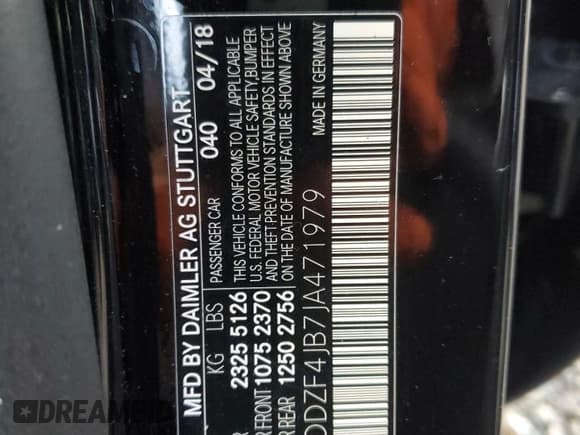 MFD BY DAIMLER AG STUTTGART
KG LBS PASSENGER CAR 040 04/18
2325 5126
FRONT 1075 2370
REAR 1250 2756
THIS VEHICLE CONFORMS TO ALL APPLICABLE
U.S. FEDERAL MOTOR VEHICLE SAFETY, BUMPER
AND THEFT PREVENTION STANDARDS IN EFFECT
ON THE DATE OF MANUFACTURE SHOWN ABOVE
DZF4JB7JA471979
MADE IN GERMANY
AUTOBIDMASTER